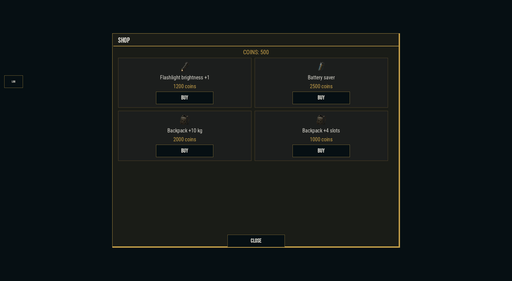 SHOP
COINS: 500
Flashlight brightness +1
1200 coins
BUY
Battery saver
2500 coins
BUY
Backpack +10 kg
2000 coins
BUY
Backpack +4 slots
1000 coins
BUY
CLOSE